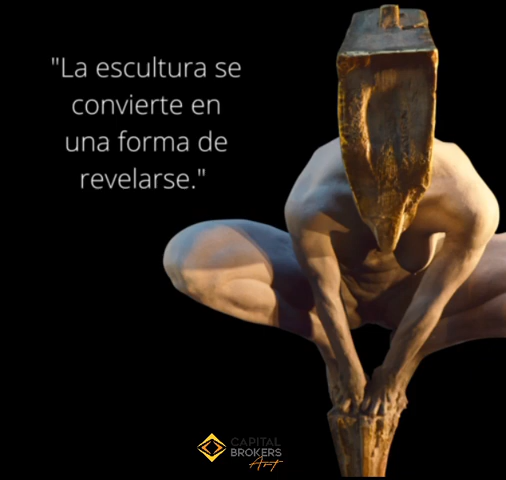 "La escultura se
convierte en
una forma de
revelarse."
CAPITAL
BROKERS
Art